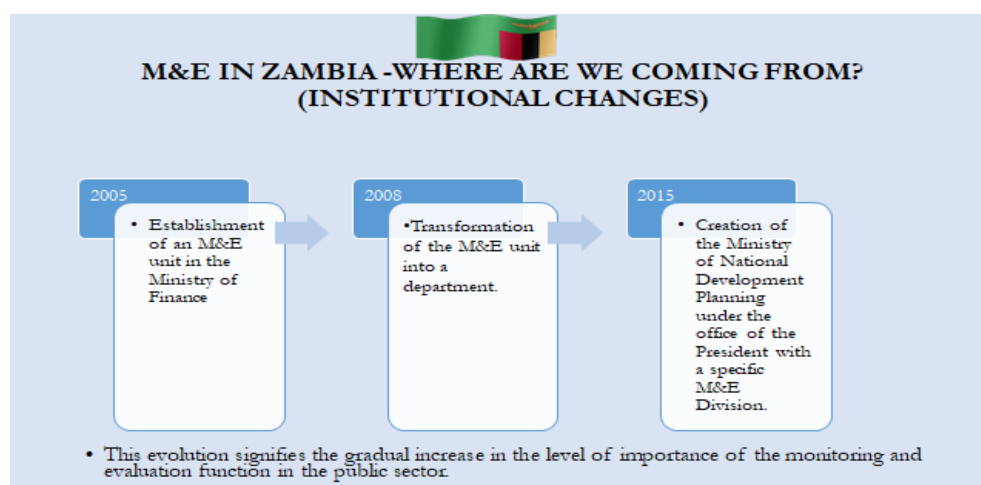 M&E IN ZAMBIA -WHERE ARE WE COMING FROM?
(INSTITUTIONAL CHANGES)
2005
• Establishment
of an M&E
unit in the
Ministry of
Finance
2008
•Transformation
of the M&E unit
into a
department.
2015
• Creation of
the Ministry
of National
Development
Planning
under the
office of the
President with
a specific
M&E
Division.
• This evolution signifies the gradual increase in the level of importance of the monitoring and
evaluation function in the public sector.